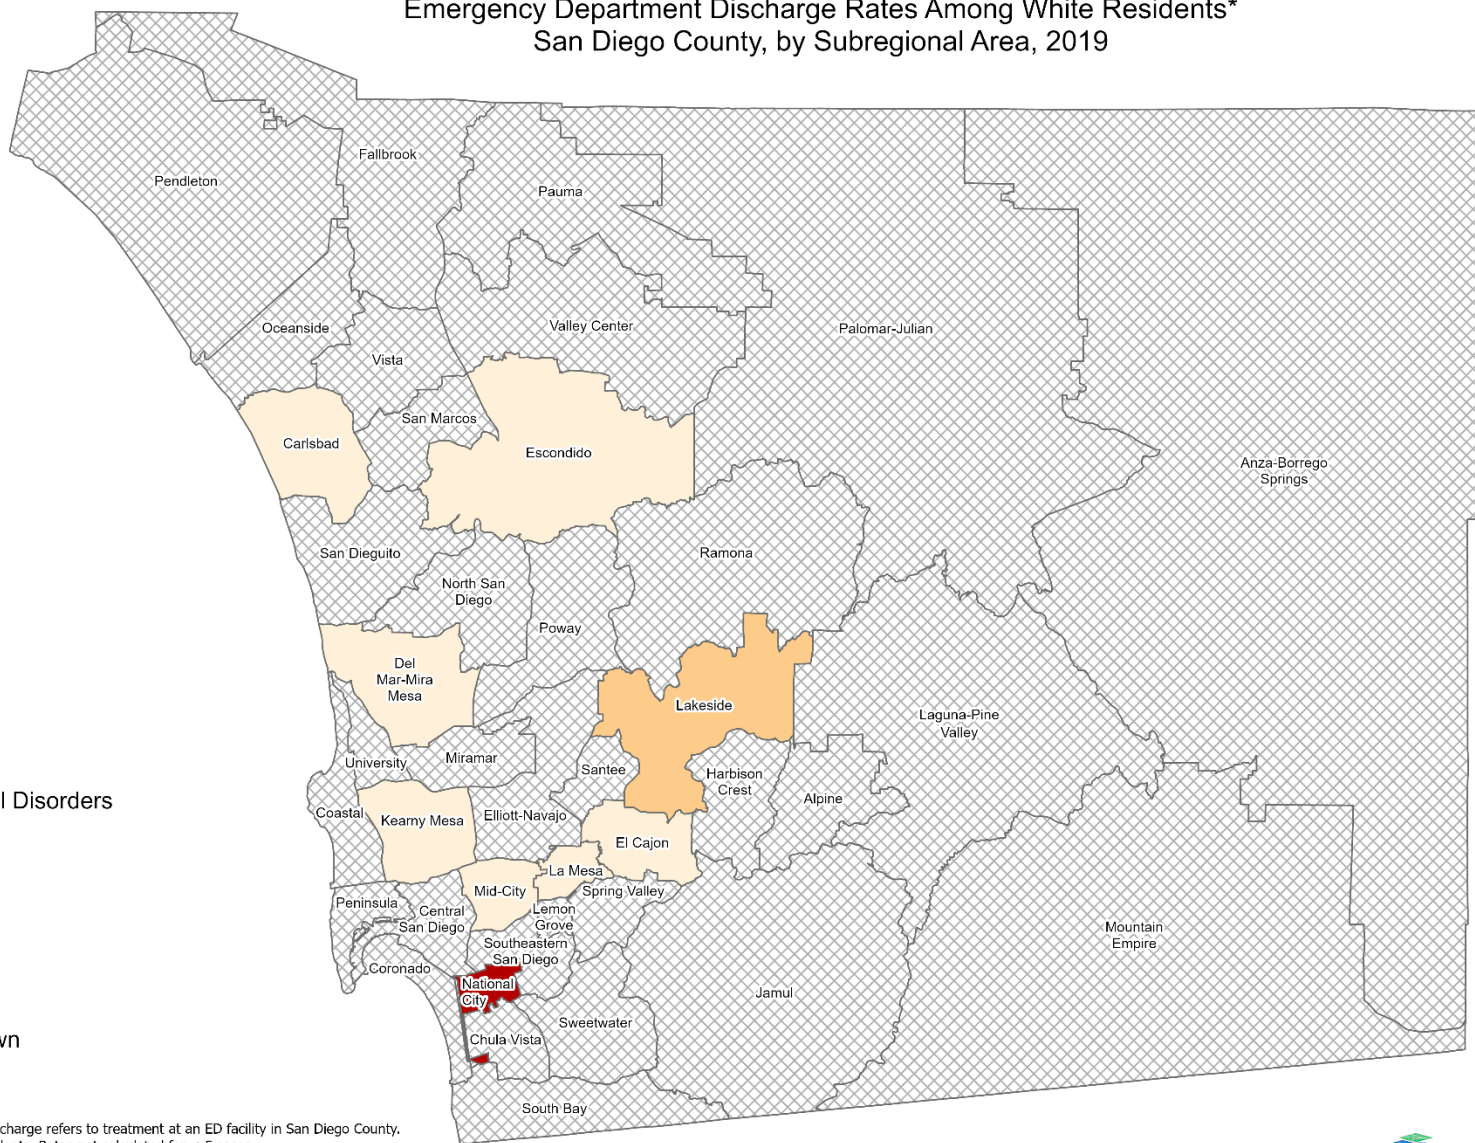 Emergency Department Discharge Rates Among White Residents*
San Diego County, by Subregional Area, 2019
Fallbrook
Pendleton
Pauma
Oceanside
Valley Center
Palomar-Julian
Vista
San Marcos
Carlsbad
Escondido
Anza-Borrego
Springs
San Dieguito
Ramona
North San
Diego
Poway
Del
Mar-Mira
Mesa
Lakeside
Laguna-Pine
Valley
University
Miramar
Santee
Harbison
Crest
Alpine
l Disorders
Coastal
Kearny Mesa
Elliott-Navajo
El Cajon
La Mesa
Mid-City
Spring Valley
Peninsula
Central
San Diego
Lemon
Grove
Mountain
Empire
Southeastern
San Diego
Coronado
National
City
Jamul
Sweetwater
Chula Vista
wn
South Bay
charge refers to treatment at an ED facility in San Diego County.